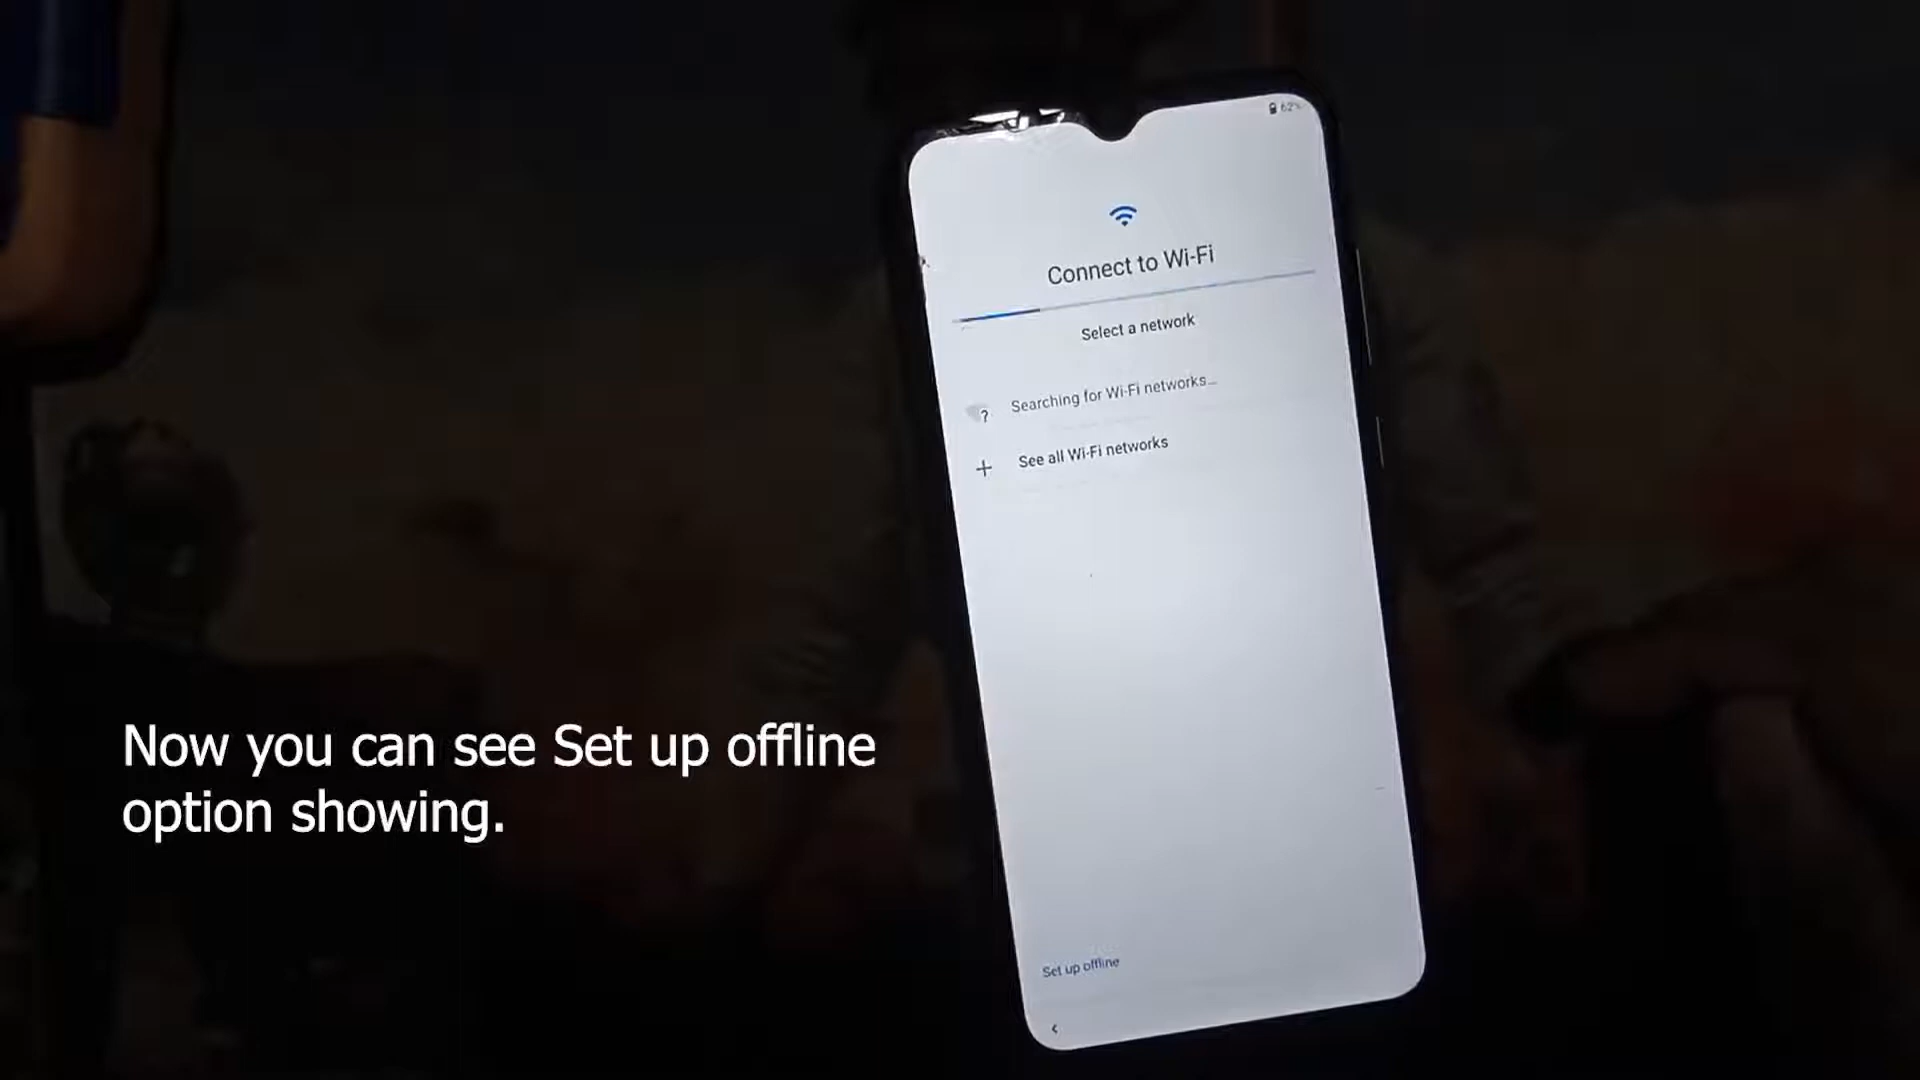 62%
Connect to Wi-Fi
Select a network
?
Searching for Wi-Fi networks...
+ See all Wi-Fi networks
Now you can see Set up offline
option showing.
Set up offline